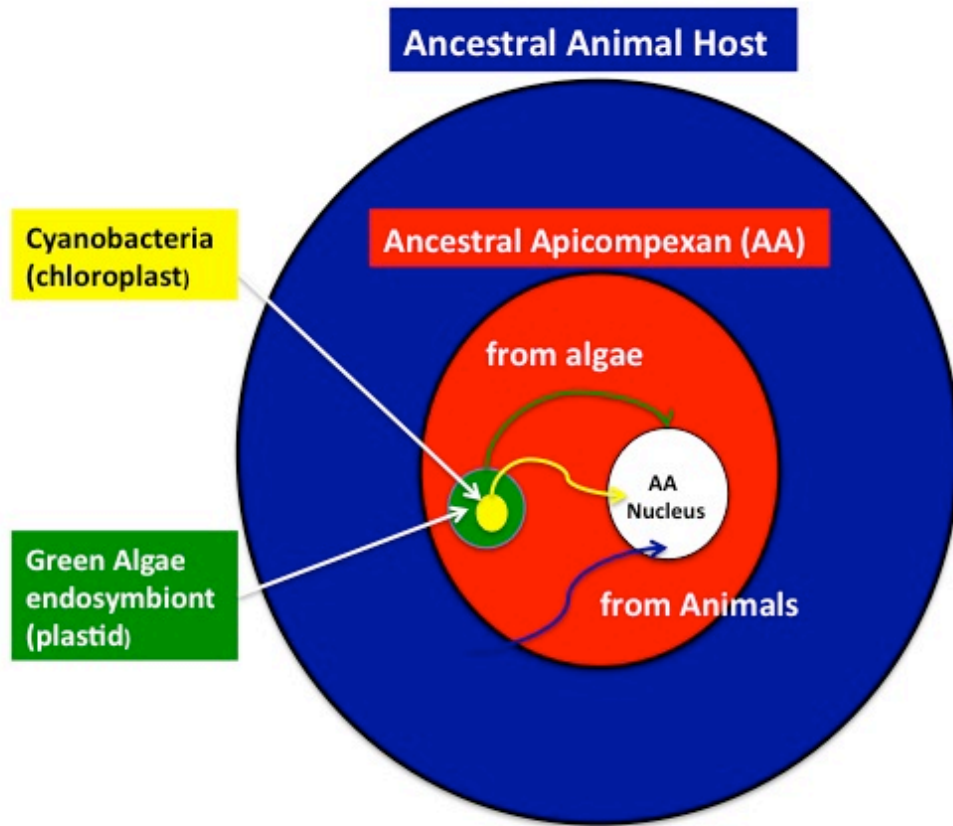 Ancestral Animal Host
Cyanobacteria
(chloroplast)
Ancestral Apicompexan (AA)
from algae
AA
Nucleus
Green Algae
endosymbiont
(plastid)
from Animals